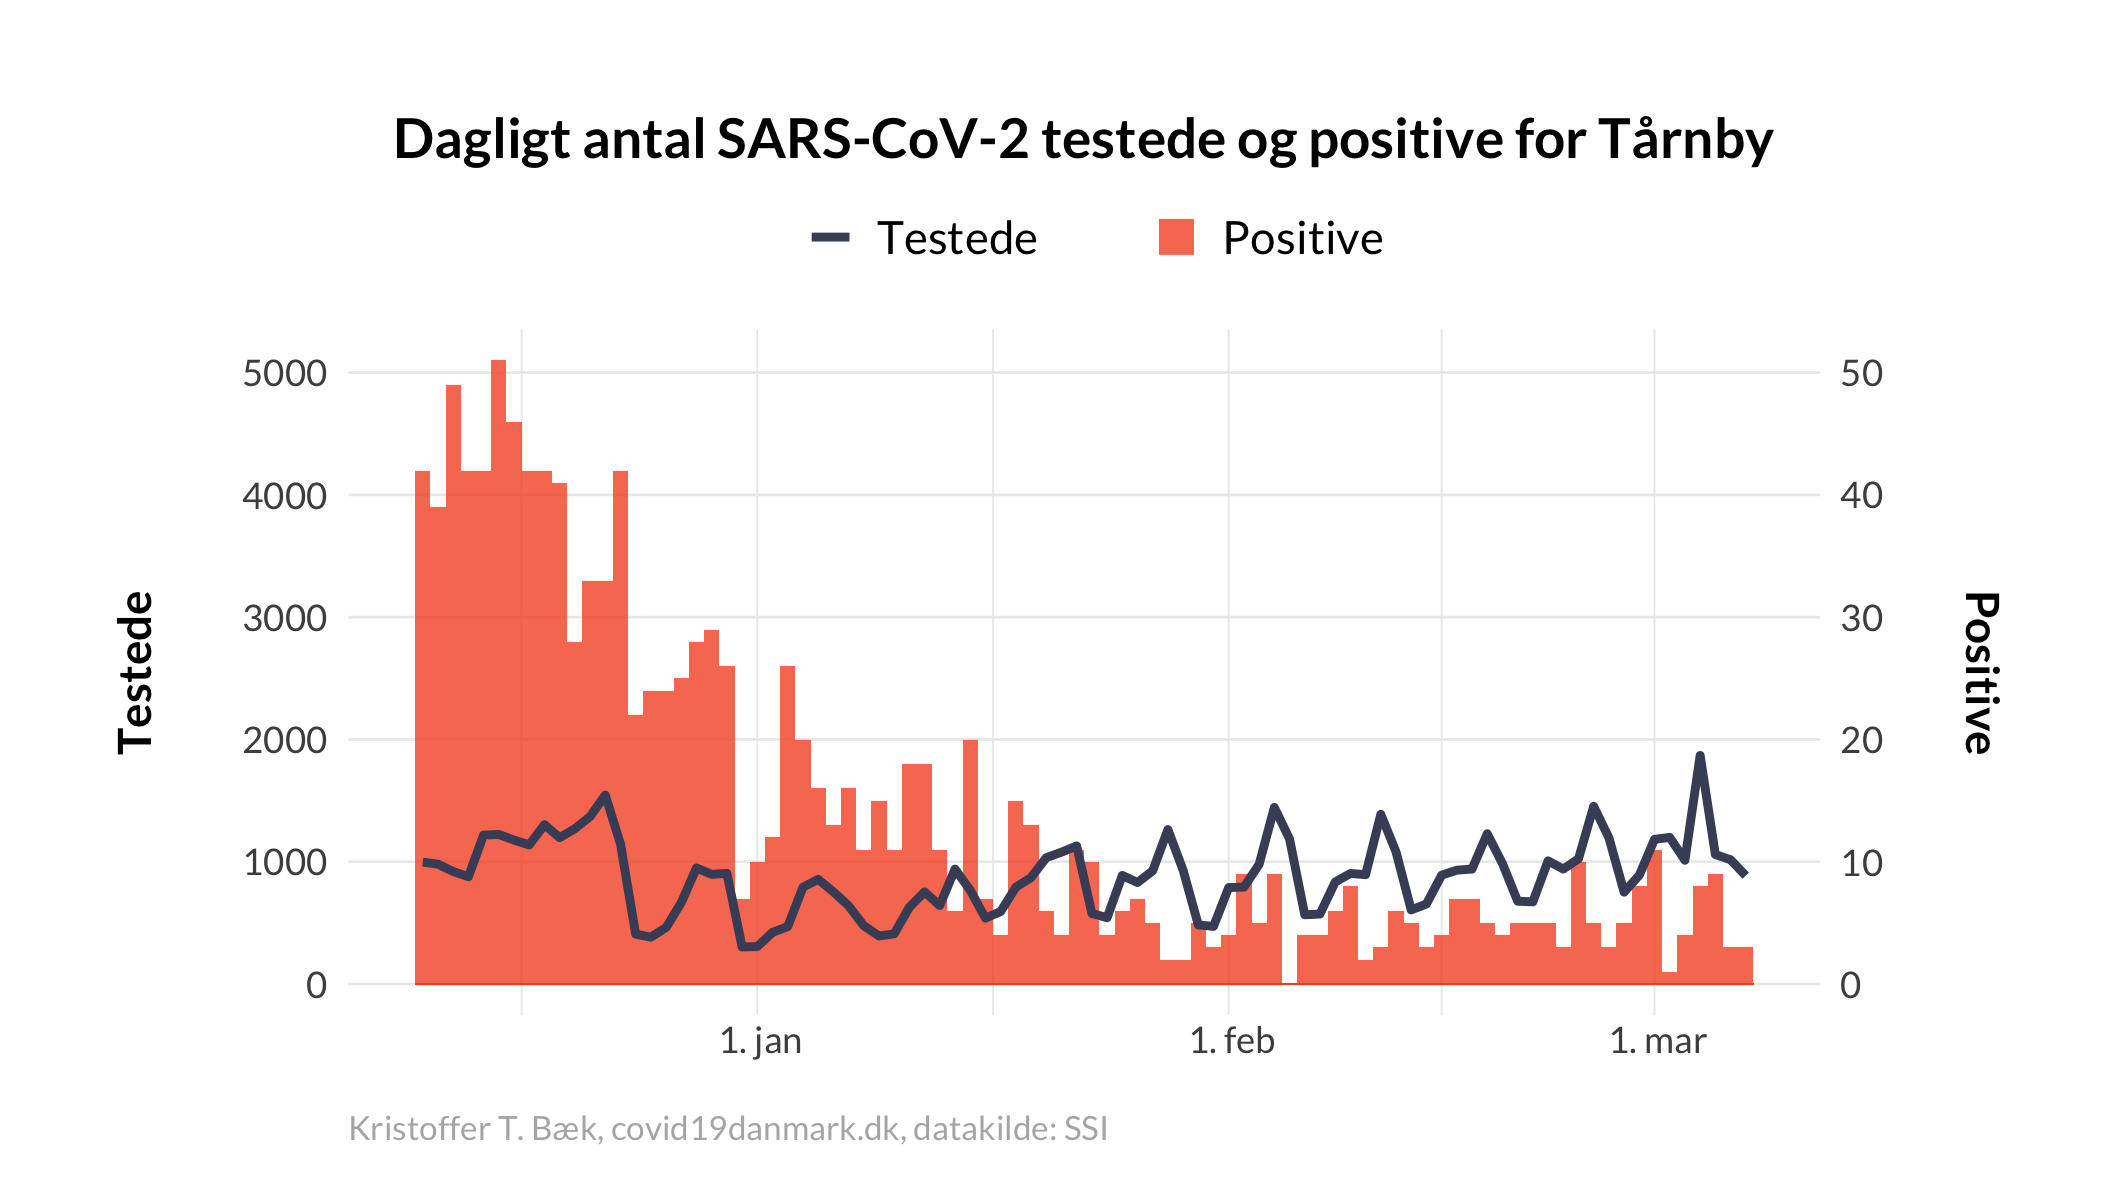 Dagligt antal SARS-CoV-2 testede og positive for Tårnby
Testede Positive
5000 50
4000 40
3000 30
2000 20
1000 10
0 0
Testede
Positive
1. jan 1. feb 1. mar
Kristoffer T. Bæk, covid19danmark.dk, datakilde: SSI